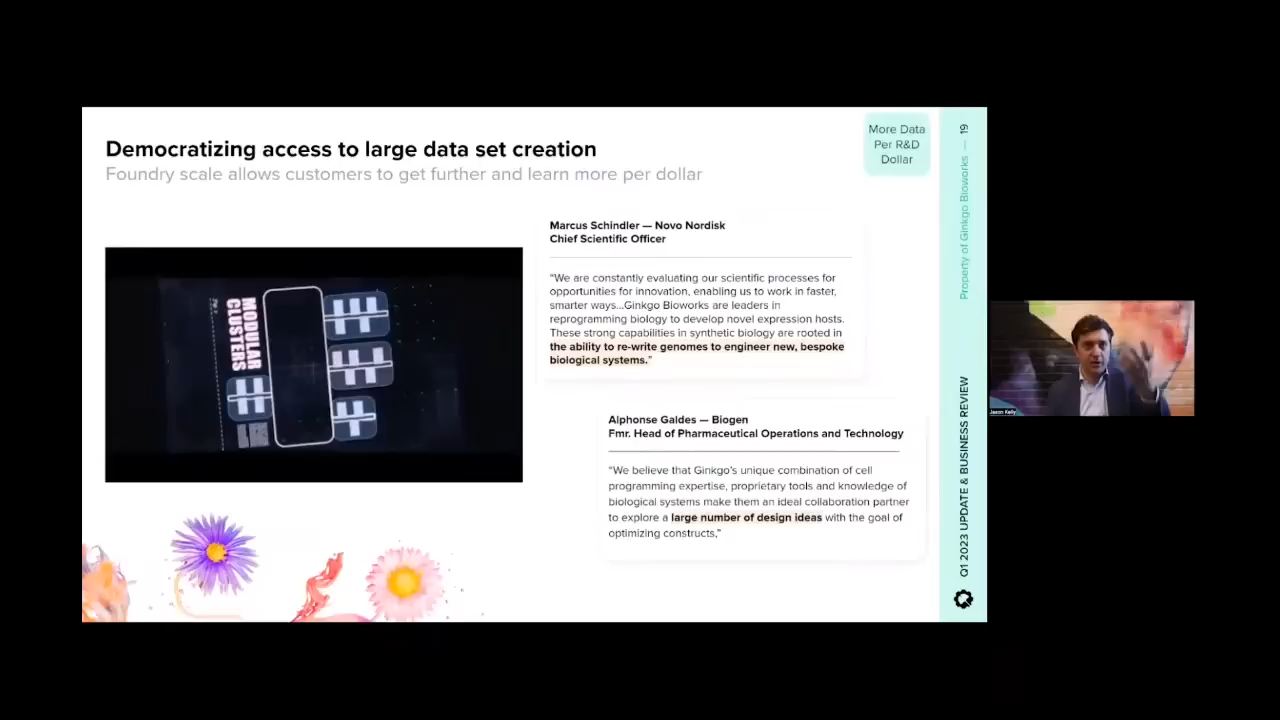 Democratizing access to large data set creation
Foundry scale allows customers to get further and learn more per dollar
More Data
Per R&D
Dollar
MODULAR
CLUSTERS
Marcus Schindler — Novo Nordisk
Chief Scientific Officer
“We are constantly evaluating our scientific processes for
opportunities for innovation, enabling us to work in faster,
smarter ways...Ginkgo Bioworks are leaders in
reprogramming biology to develop novel expression hosts.
These strong capabilities in synthetic biology are rooted in
the ability to re-write genomes to engineer new, bespoke
biological systems.”
Alphonse Galdes — Biogen
Fmr. Head of Pharmaceutical Operations and Technology
“We believe that Ginkgo’s unique combination of cell
programming expertise, proprietary tools and knowledge of
biological systems make them an ideal collaboration partner
to explore a large number of design ideas with the goal of
optimizing constructs,”
Property of Ginkgo Bioworks — 19
Q1 2023 UPDATE & BUSINESS REVIEW
Jason Kelly